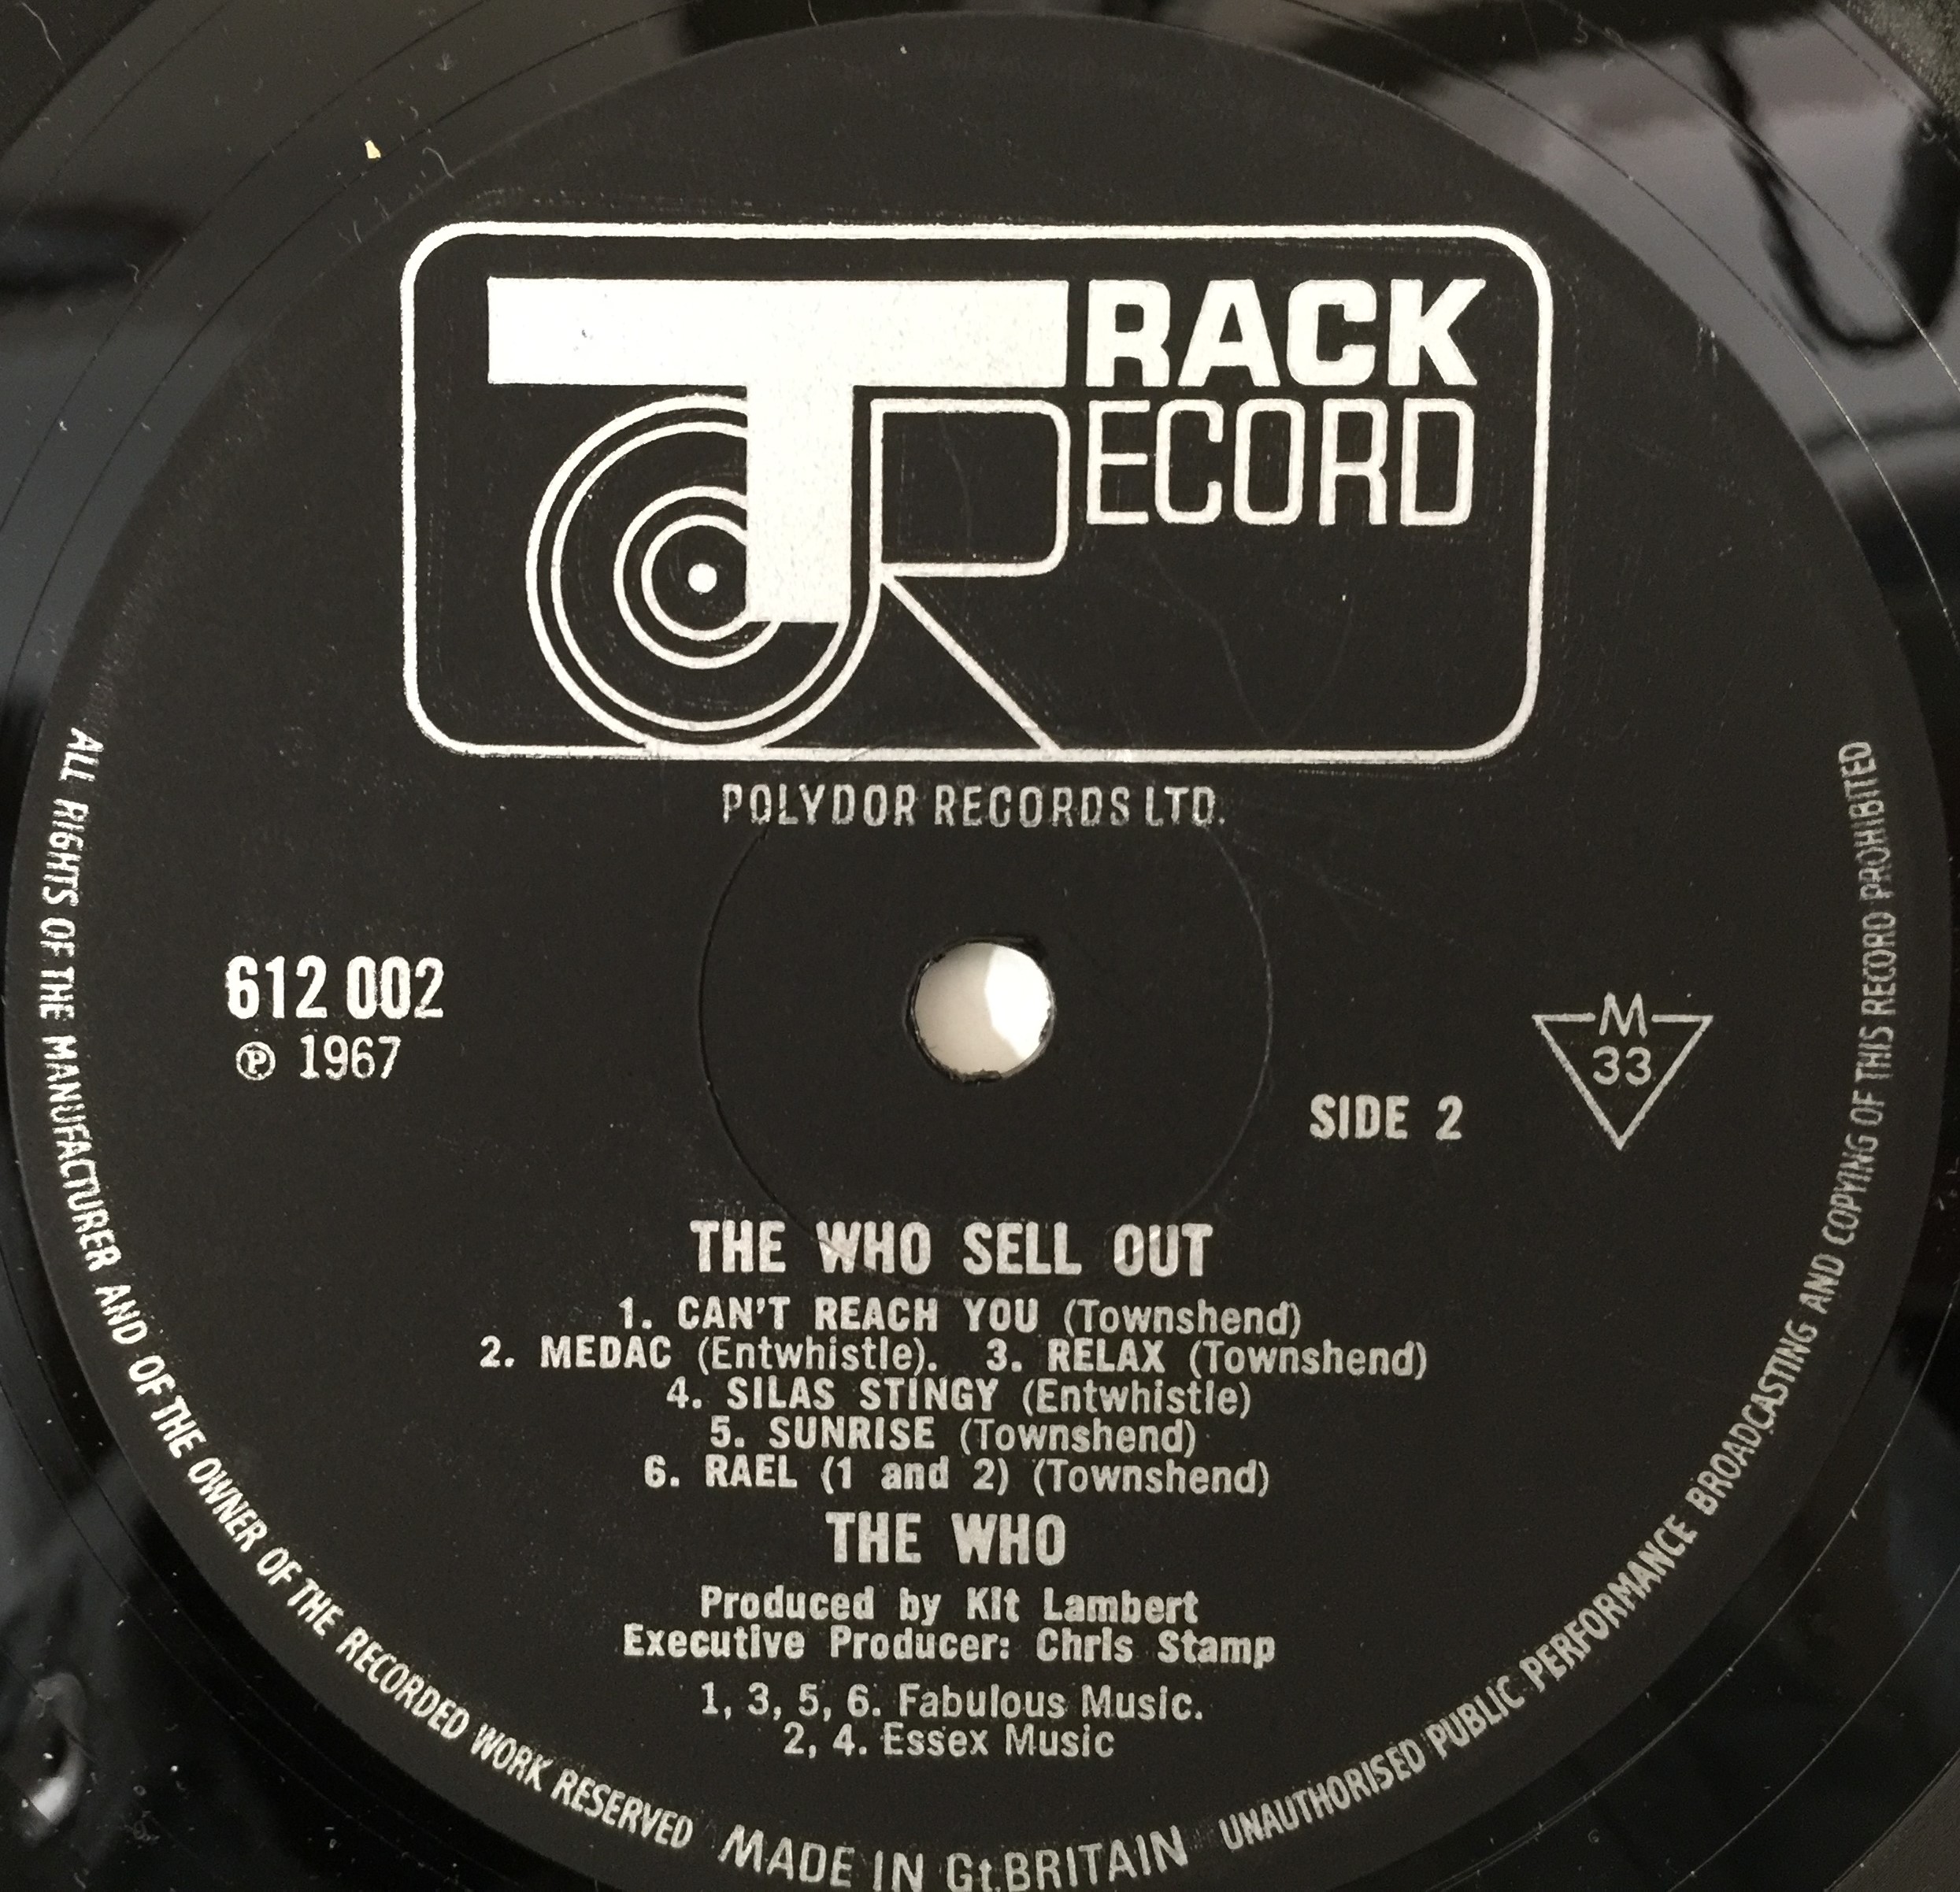 TRACK
RECORD
POLYDOR RECORDS LTD.
612 002
℗ 1967
M
33
SIDE 2
THE WHO SELL OUT
1. CAN'T REACH YOU (Townshend)
2. MEDAC (Entwhistle). 3. RELAX (Townshend)
4. SILAS STINGY (Entwhistle)
5. SUNRISE (Townshend)
6. RAEL (1 and 2) (Townshend)
THE WHO
Produced by Kit Lambert
Executive Producer: Chris Stamp
1, 3, 5, 6. Fabulous Music.
2, 4. Essex Music
ALL RIGHTS OF THE MANUFACTURER AND OF THE OWNER OF THE RECORDED WORK RESERVED
MADE IN Gt.BRITAIN
UNAUTHORISED PUBLIC PERFORMANCE BROADCASTING AND COPYING OF THIS RECORD PROHIBITED